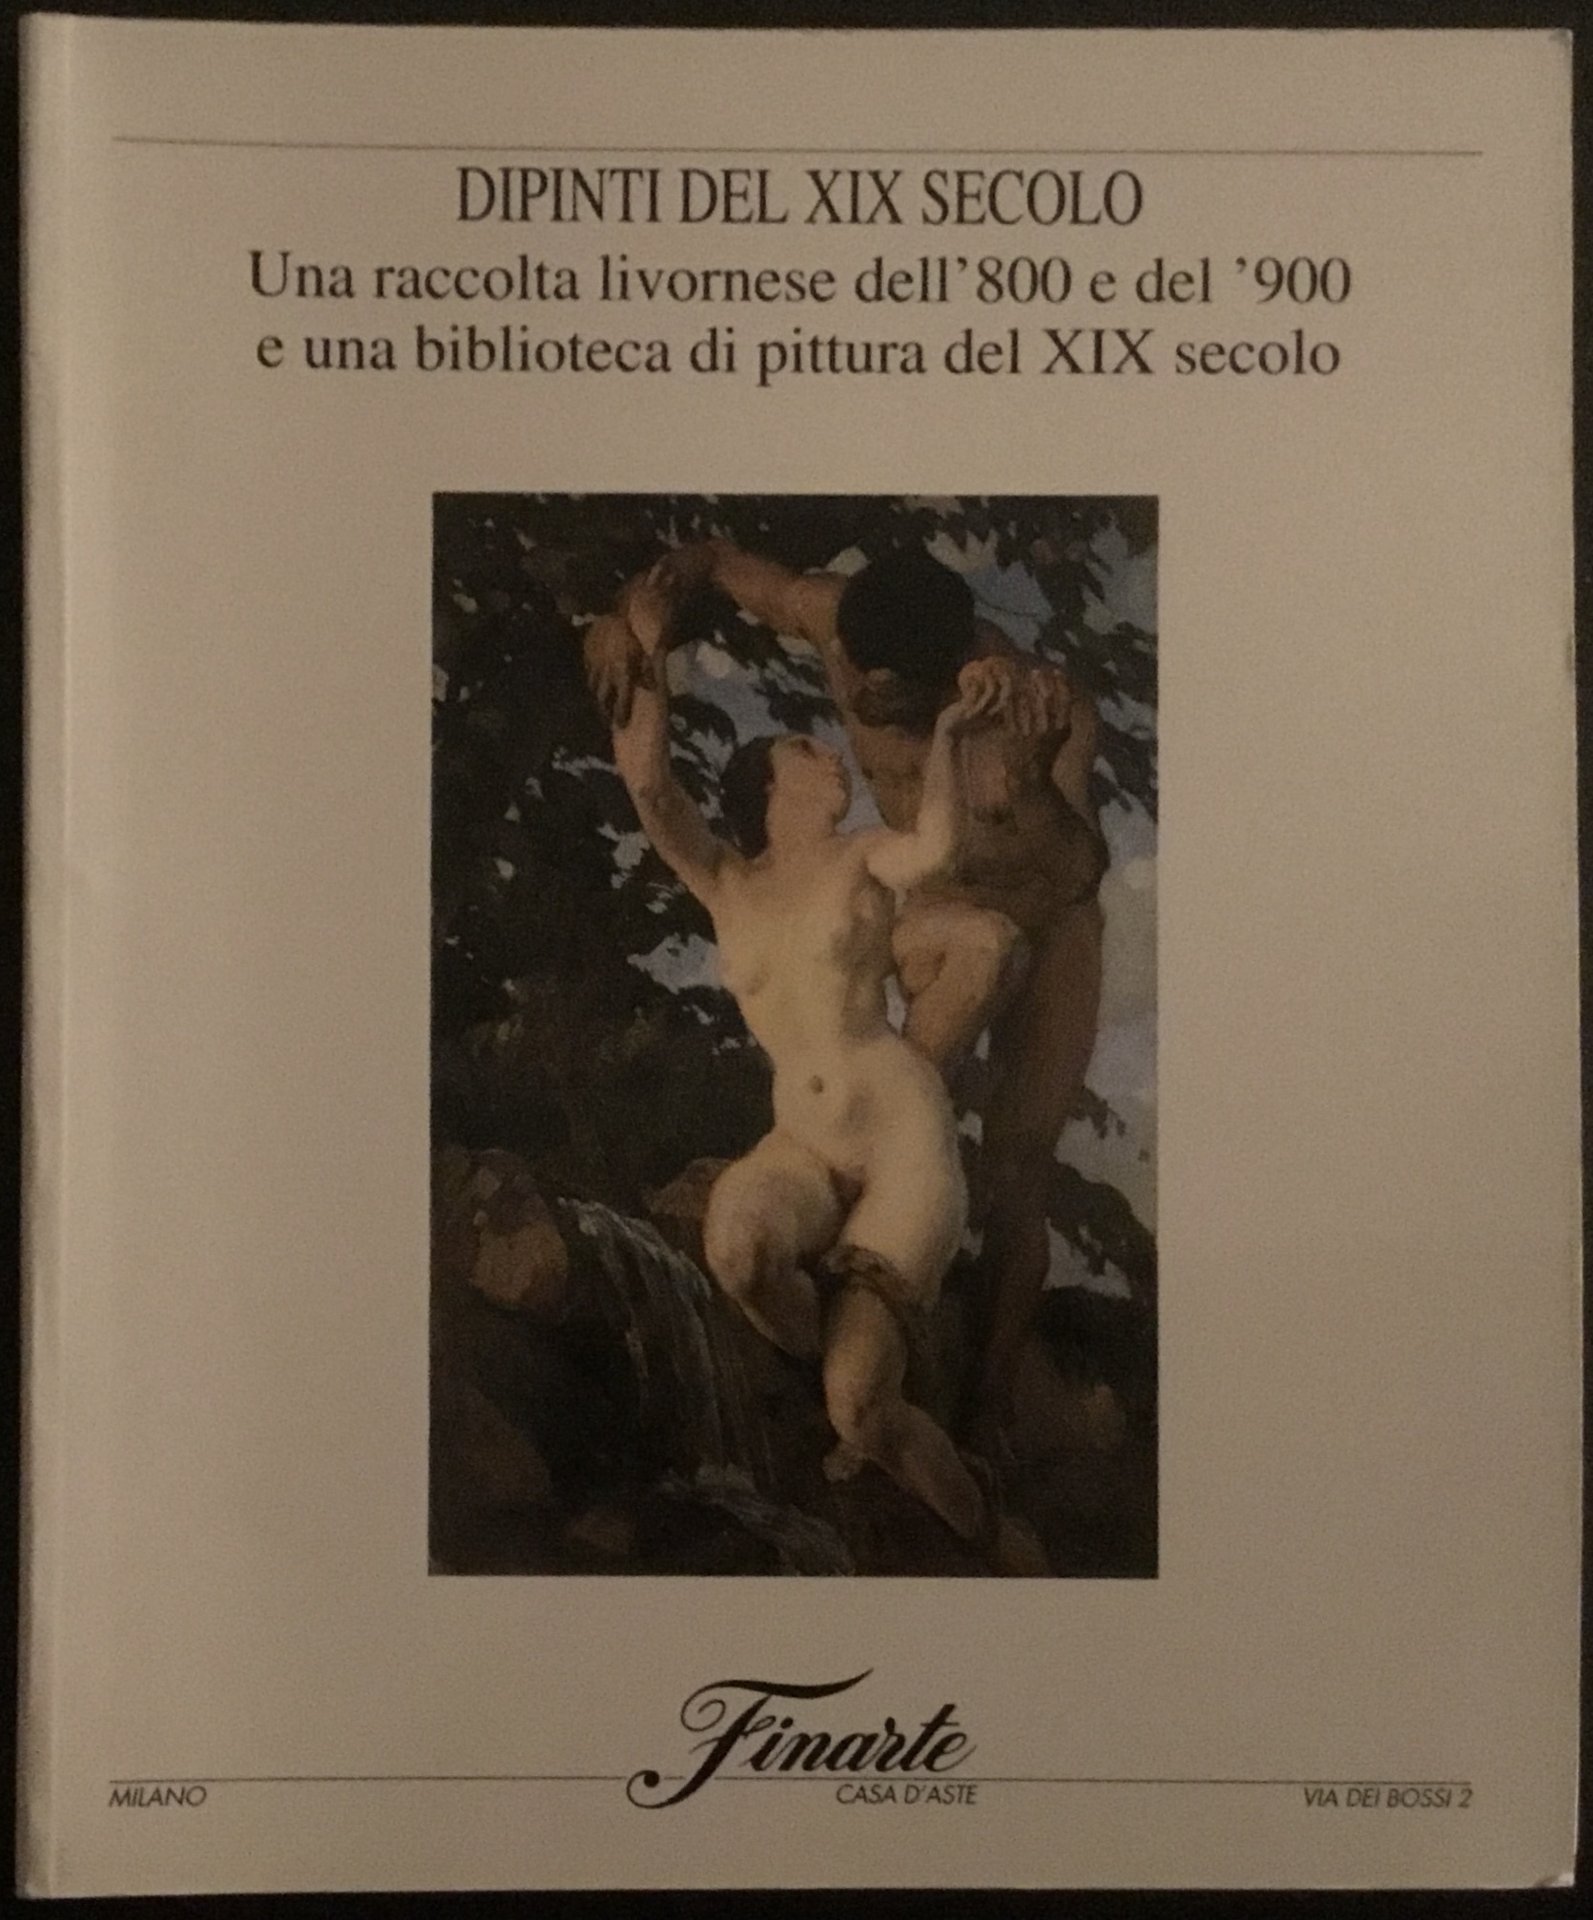 DIPINTI DEL XIX SECOLO
Una raccolta livornese dell'800 e del '900
e una biblioteca di pittura del XIX secolo
Finarte
CASA D'ASTE
MILANO
VIA DEI BOSSI 2